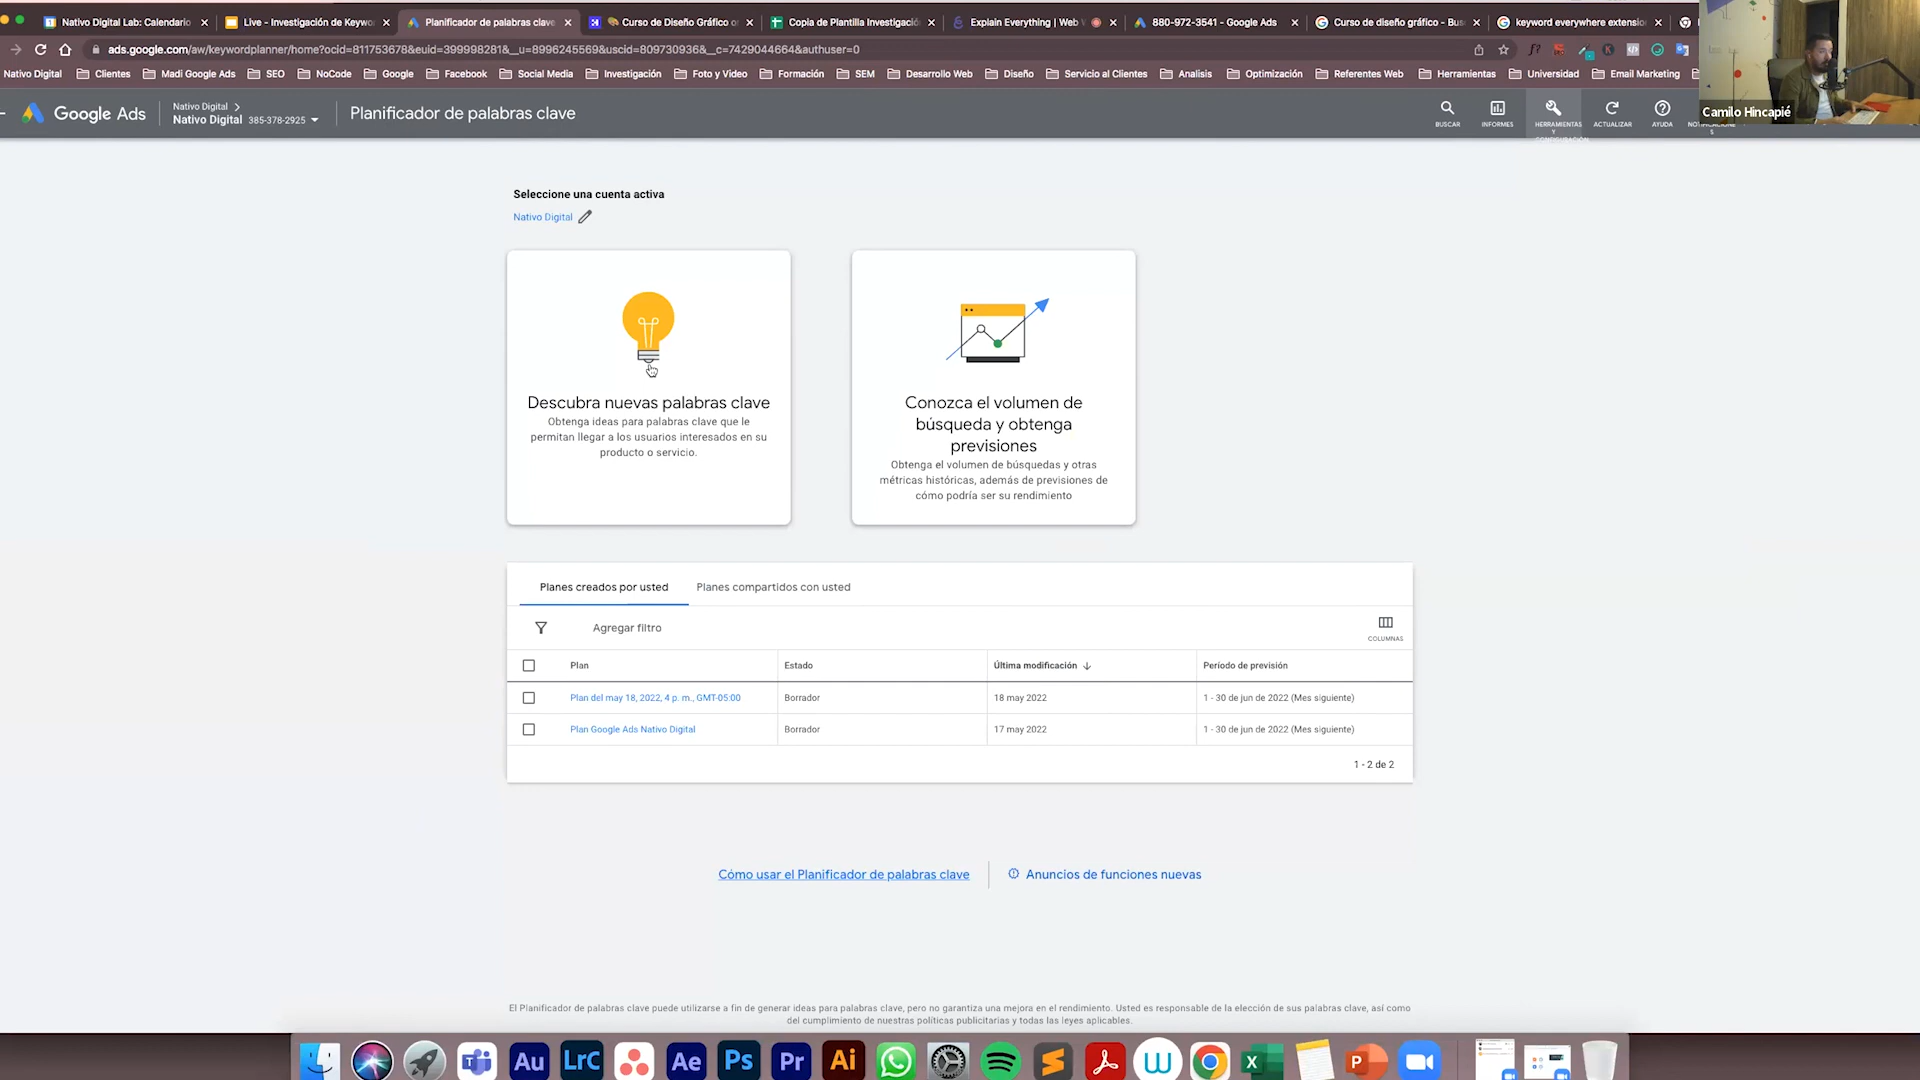 Nativo Digital Lab: Calendario
Live - Investigación de Keywo
Planificador de palabras clave
Curso de Diseño Gráfico o
Copia de Plantilla Investigació
Explain Everything | Web
880-972-3541 - Google Ads
Curso de diseño gráfico - Bus
keyword everywhere extensio
ads.google.com/aw/keywordplanner/home?ocid=811753678&euid=399998281&__u=8996245569&uscid=809730936&__c=7429044664&authuser=0
Nativo Digital
Clientes
Madi Google Ads
SEO
NoCode
Google
Facebook
Social Media
Investigación
Foto y Video
Formación
SEM
Desarrollo Web
Diseño
Servicio al Clientes
Analisis
Optimización
Referentes Web
Herramientas
Universidad
Email Marketing
Camilo Hincapié
Google Ads
Nativo Digital
Nativo Digital 385-378-2925
Planificador de palabras clave
BUSCAR
INFORMES
HERRAMIENTAS
Y
CONFIGURACIÓN
ACTUALIZAR
AYUDA
NOTIFICACIONE
S
Seleccione una cuenta activa
Nativo Digital
Descubra nuevas palabras clave
Obtenga ideas para palabras clave que le
permitan llegar a los usuarios interesados en su
producto o servicio.
Conozca el volumen de
búsqueda y obtenga
previsiones
Obtenga el volumen de búsquedas y otras
métricas históricas, además de previsiones de
cómo podría ser su rendimiento
Planes creados por usted
Planes compartidos con usted
Agregar filtro
COLUMNAS
Plan
Estado
Última modificación
Período de previsión
Plan del may 18, 2022, 4 p. m., GMT-05:00
Borrador
18 may 2022
1 - 30 de jun de 2022 (Mes siguiente)
Plan Google Ads Nativo Digital
Borrador
17 may 2022
1 - 30 de jun de 2022 (Mes siguiente)
1 - 2 de 2
Cómo usar el Planificador de palabras clave
Anuncios de funciones nuevas
El Planificador de palabras clave puede utilizarse a fin de generar ideas para palabras clave, pero no garantiza una mejora en el rendimiento. Usted es responsable de la elección de sus palabras clave, así como
del cumplimiento de nuestras políticas publicitarias y todas las leyes aplicables.
Au
LrC
Ae
Ps
Pr
Ai
W
X
P